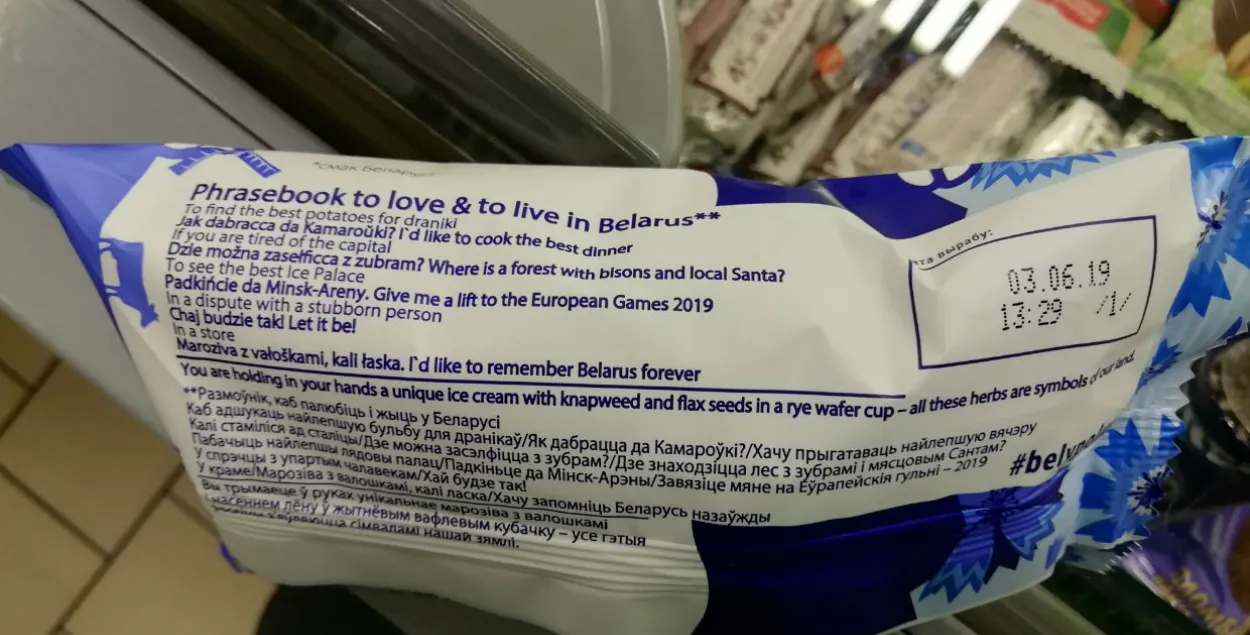 *смак Беларусі
Phrasebook to love & to live in Belarus**
To find the best potatoes for draniki
Jak dabracca da Kamaroŭki? I`d like to cook the best dinner
If you are tired of the capital
Dzie možna zaselficca z zubram? Where is a forest with bisons and local Santa?
To see the best Ice Palace
Padkińcie da Minsk-Areny. Give me a lift to the European Games 2019
In a dispute with a stubborn person
Chaj budzie tak! Let it be!
In a store
Maroziva z vałoškami, kali łaska. I`d like to remember Belarus forever
You are holding in your hands a unique ice cream with knapweed and flax seeds in a rye wafer cup – all these herbs are symbols of our land.
**Размоўнік, каб палюбіць і жыць у Беларусі
Каб адшукаць найлепшую бульбу для дранікаў/Як дабрацца да Камароўкі?/Хачу прыгатаваць найлепшую вячэру
Калі стаміліся ад сталіцы/Дзе можна засэлфіцца з зубрам?/Дзе знаходзіцца лес з зубрамі і мясцовым Сантам?
Пабачыць найлепшы лядовы палац/Падкіньце да Мінск-Арэны/Завязіце мяне на Еўрапейскія гульні – 2019
У спрэчцы з упартым чалавекам/Хай будзе так!
У краме/Марозіва з валошкамі, калі ласка/Хачу запомніць Беларусь назаўжды
Вы трымаеце ў руках унікальнае марозіва з валошкамі
і насеннем лёну ў жытнёвым вафлевым кубачку – усе гэтыя
з'яўляюцца сімваламі нашай зямлі.
вырабу:
03.06.19
13:29 /1/